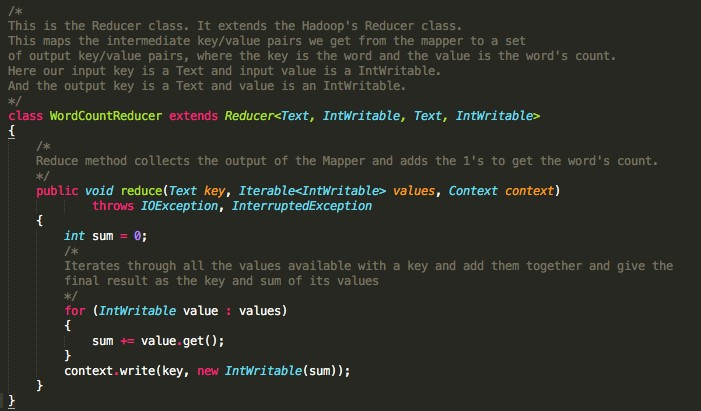 /*
This is the Reducer class. It extends the Hadoop's Reducer class.
This maps the intermediate key/value pairs we get from the mapper to a set
of output key/value pairs, where the key is the word and the value is the word's count.
Here our input key is a Text and input value is a IntWritable.
And the output key is a Text and value is an IntWritable.
*/
class WordCountReducer extends Reducer<Text, IntWritable, Text, IntWritable>
{
    /*
    Reduce method collects the output of the Mapper and adds the 1's to get the word's count.
    */
    public void reduce(Text key, Iterable<IntWritable> values, Context context)
            throws IOException, InterruptedException
    {
        int sum = 0;
        /*
        Iterates through all the values available with a key and add them together and give the
        final result as the key and sum of its values
        */
        for (IntWritable value : values)
        {
            sum += value.get();
        }
        context.write(key, new IntWritable(sum));
    }
}